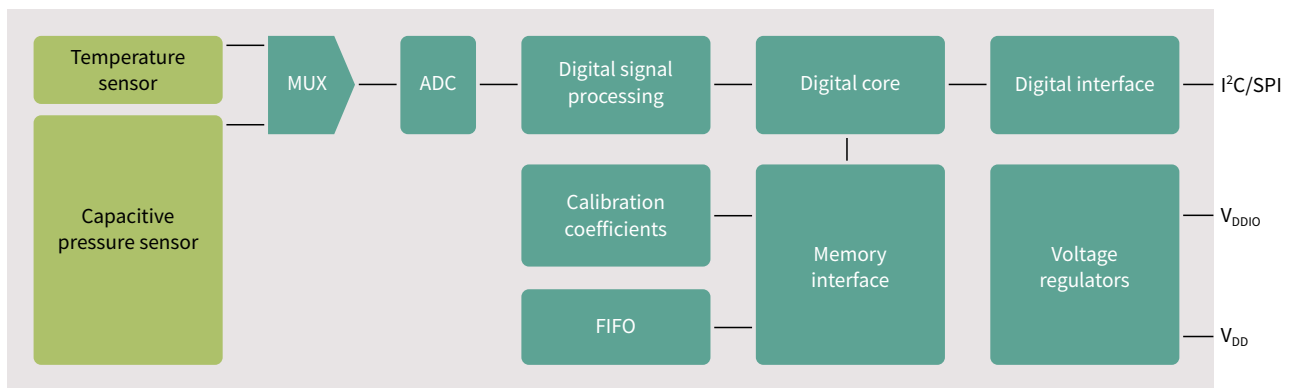 Temperature
sensor
MUX
ADC
Digital signal
processing
Digital core
Digital interface
I²C/SPI
Capacitive
pressure sensor
Calibration
coefficients
Memory
interface
Voltage
regulators
V_DDIO
FIFO
V_DD